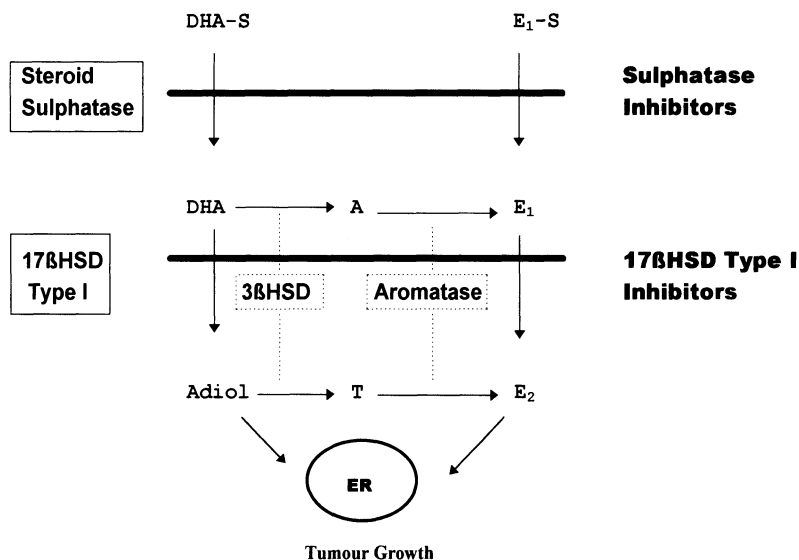 DHA-S E₁-S
Steroid
Sulphatase
Sulphatase
Inhibitors
DHA A E₁
17ßHSD
Type I
3ßHSD Aromatase
17ßHSD Type I
Inhibitors
Adiol T E₂
ER
Tumour Growth